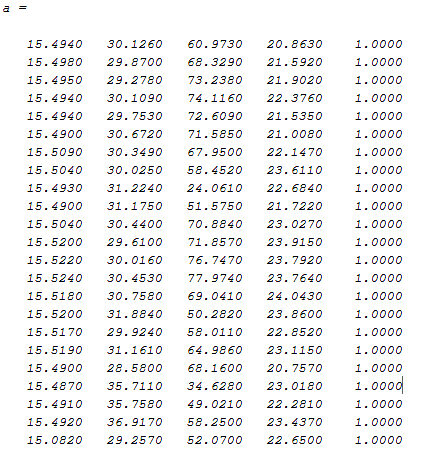 a =
15.4940 30.1260 60.9730 20.8630 1.0000
15.4980 29.8700 68.3290 21.5920 1.0000
15.4950 29.2780 73.2380 21.9020 1.0000
15.4940 30.1090 74.1160 22.3760 1.0000
15.4940 29.7530 72.6090 21.5350 1.0000
15.4900 30.6720 71.5850 21.0080 1.0000
15.5090 30.3490 67.9500 22.1470 1.0000
15.5040 30.0250 58.4520 23.6110 1.0000
15.4930 31.2240 24.0610 22.6840 1.0000
15.4900 31.1750 51.5750 21.7220 1.0000
15.5040 30.4400 70.8840 23.0270 1.0000
15.5200 29.6100 71.8570 23.9150 1.0000
15.5220 30.0160 76.7470 23.7920 1.0000
15.5240 30.4530 77.9740 23.7640 1.0000
15.5180 30.7580 69.0410 24.0430 1.0000
15.5200 31.8840 50.2820 23.8600 1.0000
15.5170 29.9240 58.0110 22.8520 1.0000
15.5190 31.1610 64.9860 23.1150 1.0000
15.4900 28.5800 68.1600 20.7570 1.0000
15.4870 35.7110 34.6280 23.0180 1.0000
15.4910 35.7580 49.0210 22.2810 1.0000
15.4920 36.9170 58.2500 23.4370 1.0000
15.0820 29.2570 52.0700 22.6500 1.0000